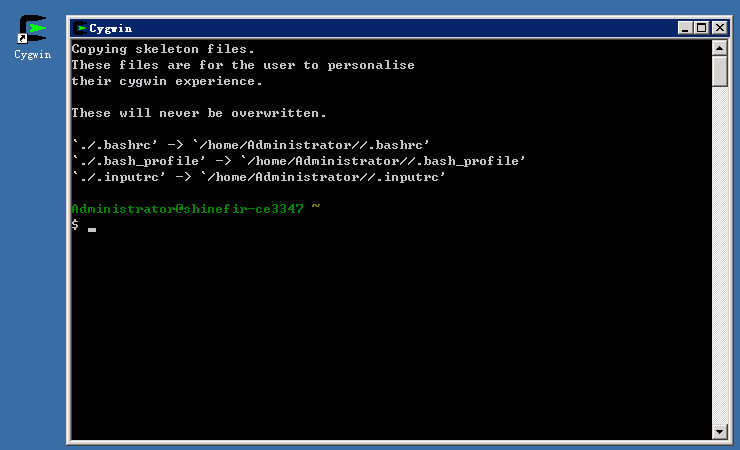 Cygwin
Cygwin
Copying skeleton files.
These files are for the user to personalise
their cygwin experience.
These will never be overwritten.
`./.bashrc' -> `/home/Administrator//.bashrc'
`./.bash_profile' -> `/home/Administrator//.bash_profile'
`./.inputrc' -> `/home/Administrator//.inputrc'
Administrator@shinefir-ce3347 ~
$